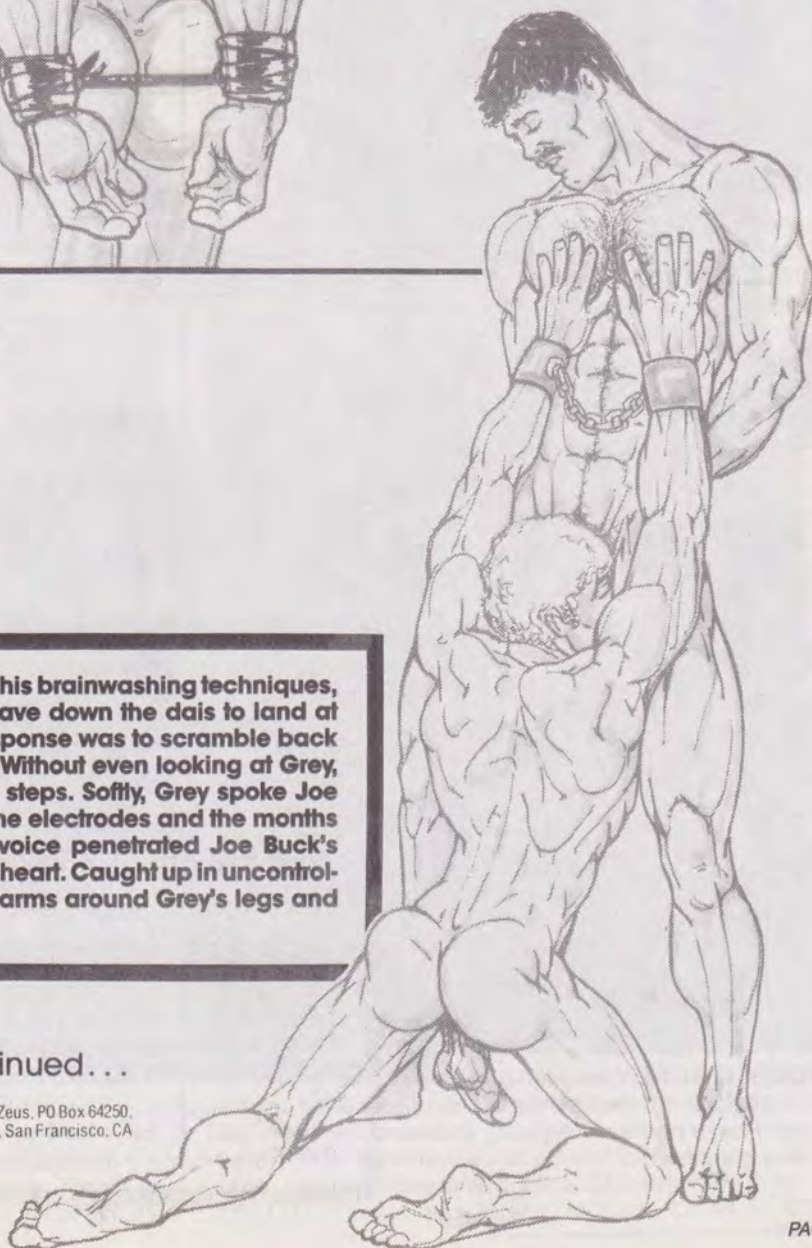 his brainwashing techniques,
ave down the dais to land at
ponse was to scramble back
Without even looking at Grey,
steps. Softly, Grey spoke Joe
ne electrodes and the months
voice penetrated Joe Buck's
heart. Caught up in uncontrol-
arms around Grey's legs and
inued...
Zeus, PO Box 64250,
San Francisco, CA
PA